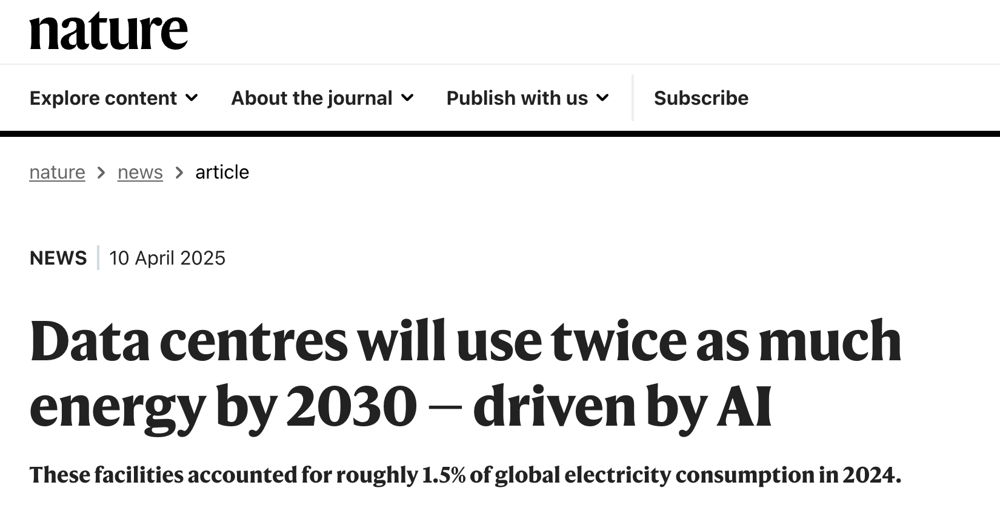 nature
Explore content About the journal Publish with us Subscribe
nature > news > article
NEWS | 10 April 2025
Data centres will use twice as much
energy by 2030 — driven by AI
These facilities accounted for roughly 1.5% of global electricity consumption in 2024.